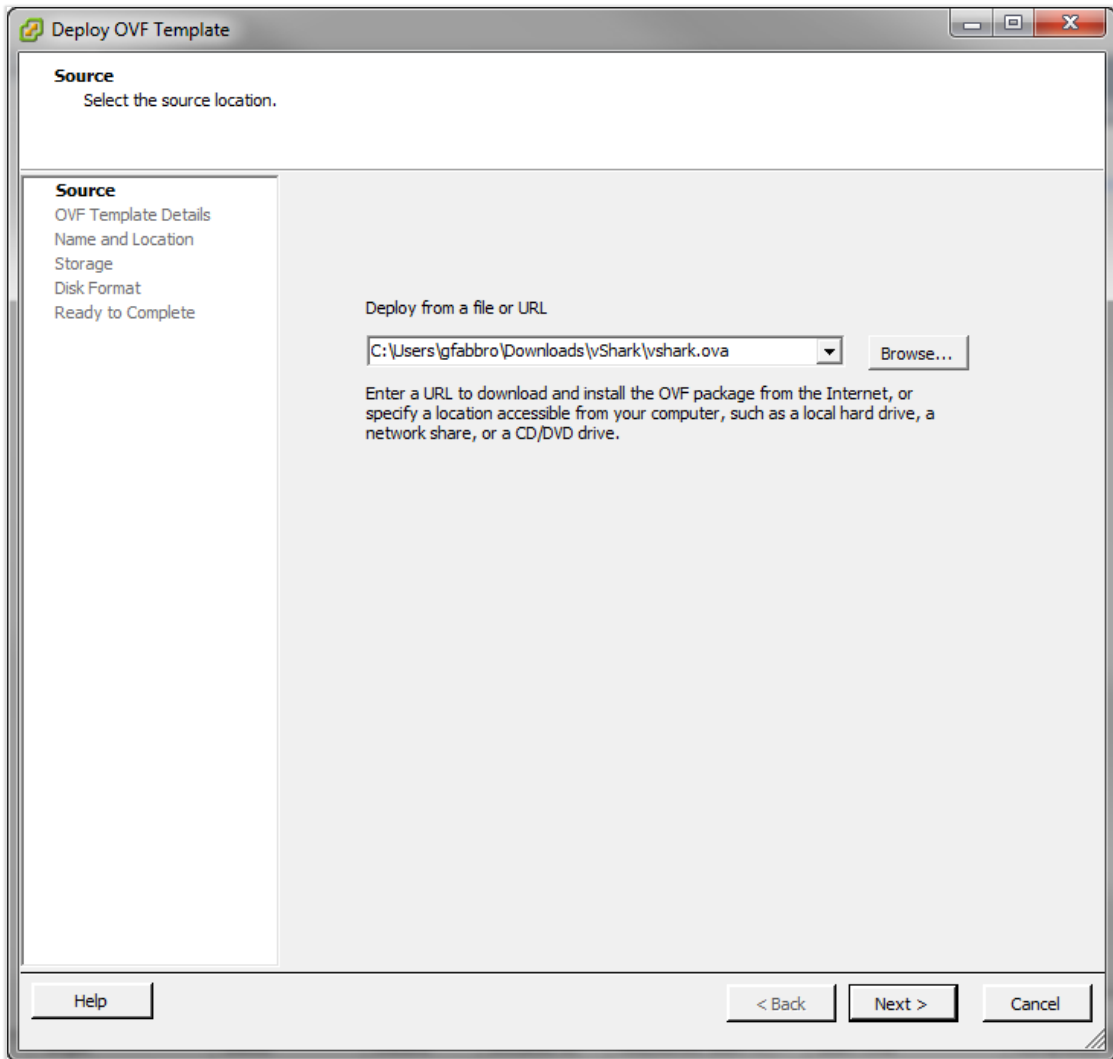 Deploy OVF Template
Source
Select the source location.
Source
OVF Template Details
Name and Location
Storage
Disk Format
Ready to Complete
Deploy from a file or URL
C:\Users\gfabbro\Downloads\vShark\vshark.ova
Browse...
Enter a URL to download and install the OVF package from the Internet, or
specify a location accessible from your computer, such as a local hard drive, a
network share, or a CD/DVD drive.
Help
< Back
Next >
Cancel